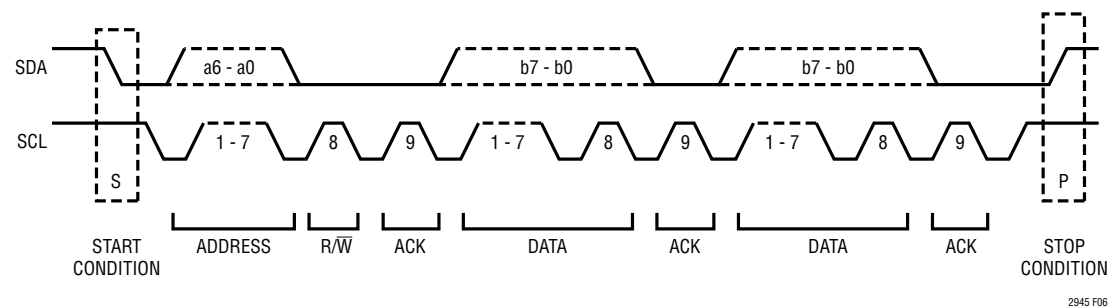 SDA
a6 - a0
b7 - b0
b7 - b0
SCL
1 - 7
8
9
1 - 7
8
9
1 - 7
8
9
S
P
START CONDITION
ADDRESS
R/W̅
ACK
DATA
ACK
DATA
ACK
STOP CONDITION
2945 F06